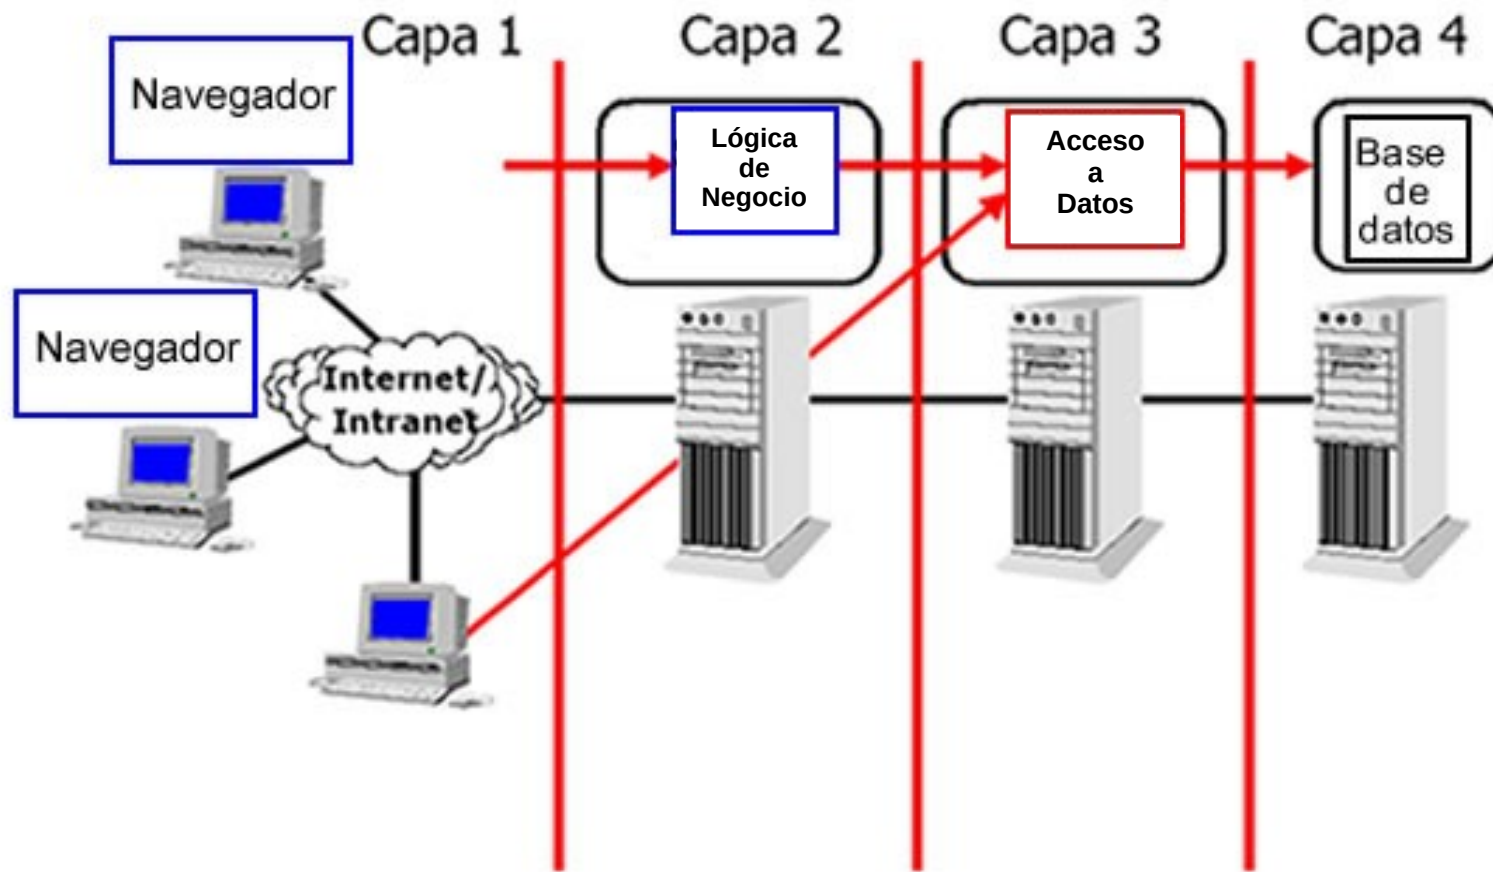 Capa 1
Capa 2
Capa 3
Capa 4
Navegador
Lógica
de
Negocio
Acceso
a
Datos
Base
de
datos
Navegador
Internet/
Intranet